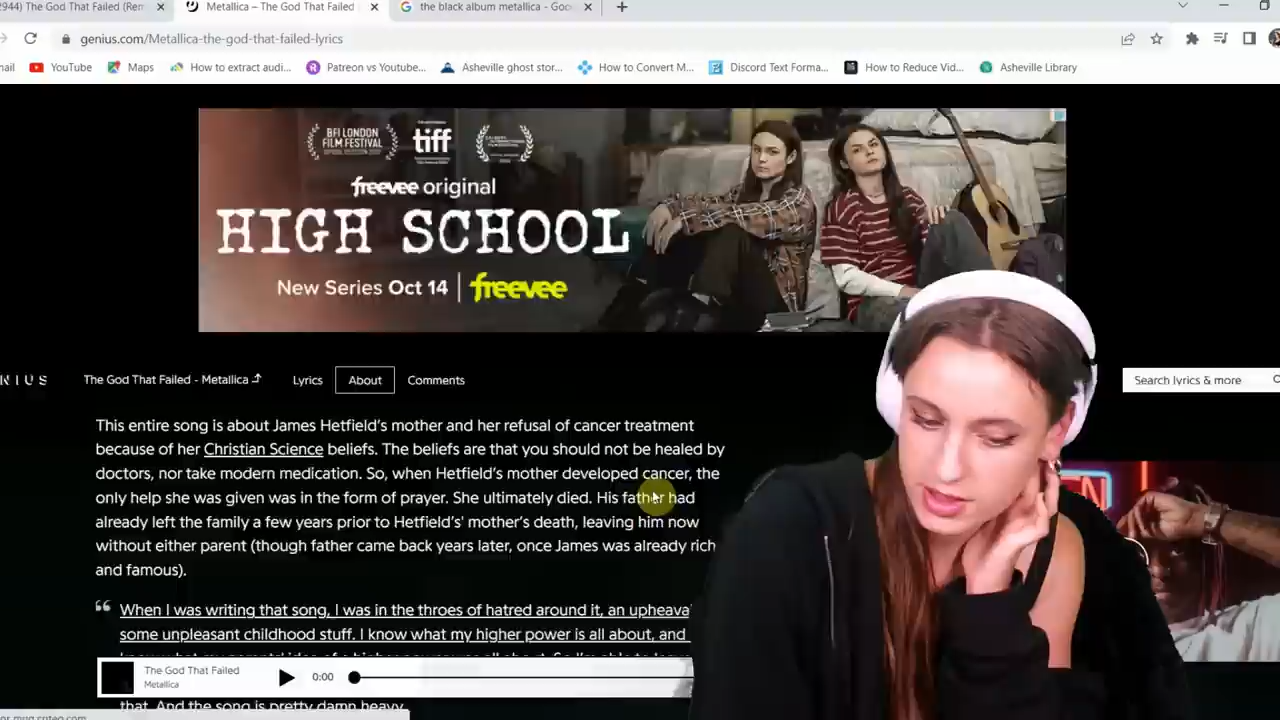 2944) The God That Failed (Rem
Metallica – The God That Failed
the black album metallica - Goo
genius.com/Metallica-the-god-that-failed-lyrics
mail
YouTube
Maps
How to extract audi...
Patreon vs Youtube...
Asheville ghost stor...
How to Convert M...
Discord Text Forma...
How to Reduce Vid...
Asheville Library
BFI LONDON
FILM FESTIVAL
tiff
freevee original
HIGH SCHOOL
New Series Oct 14 | freevee
NIUS
The God That Failed - Metallica
Lyrics
About
Comments
Search lyrics & more
This entire song is about James Hetfield's mother and her refusal of cancer treatment
because of her Christian Science beliefs. The beliefs are that you should not be healed by
doctors, nor take modern medication. So, when Hetfield's mother developed cancer, the
only help she was given was in the form of prayer. She ultimately died. His father had
already left the family a few years prior to Hetfield's' mother's death, leaving him now
without either parent (though father came back years later, once James was already rich
and famous).
“ When I was writing that song, I was in the throes of hatred around it, an upheava
some unpleasant childhood stuff. I know what my higher power is all about, and
The God That Failed
Metallica
0:00
that. And the song is pretty damn heavy.